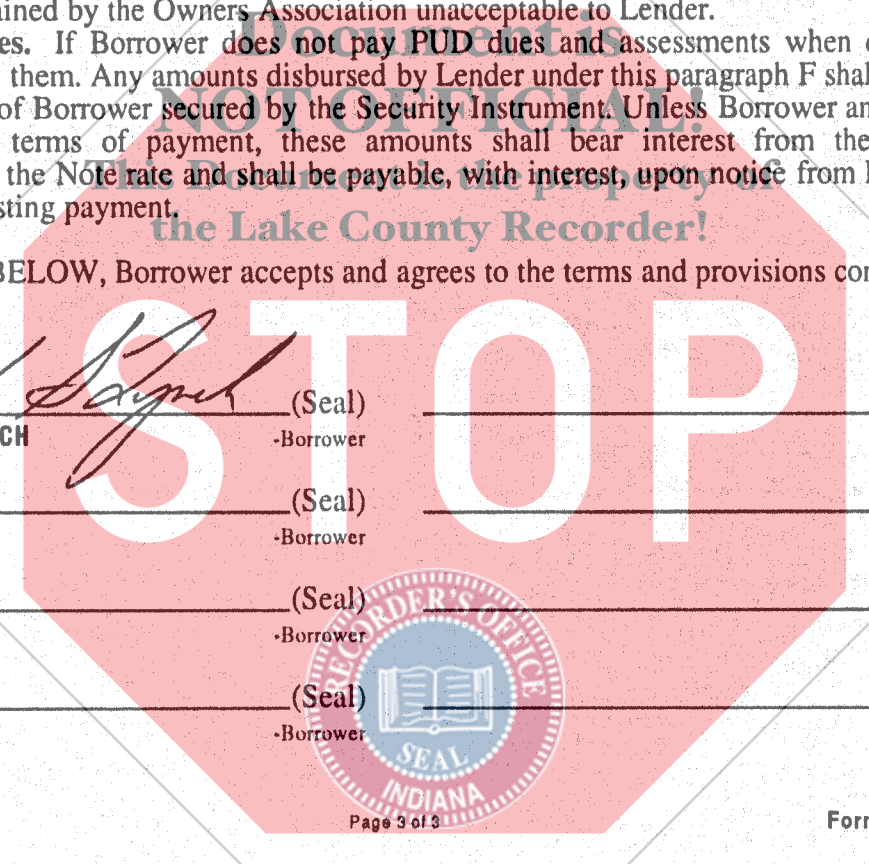 ined by the Owners Association unacceptable to Lender.
Document is
es. If Borrower does not pay PUD dues and assessments when
them. Any amounts disbursed by Lender under this paragraph F shal
NOT OFFICIAL!
of Borrower secured by the Security Instrument. Unless Borrower an
terms of payment, these amounts shall bear interest from the
This Document is the property of
the Note rate and shall be payable, with interest, upon notice from
sting payment.
the Lake County Recorder!
BELOW, Borrower accepts and agrees to the terms and provisions con
STOP
(Seal)
CH -Borrower
(Seal)
-Borrower
(Seal)
-Borrower
(Seal)
-Borrower
RECORDER'S OFFICE
SEAL
INDIANA
Page 3 of 3 Form